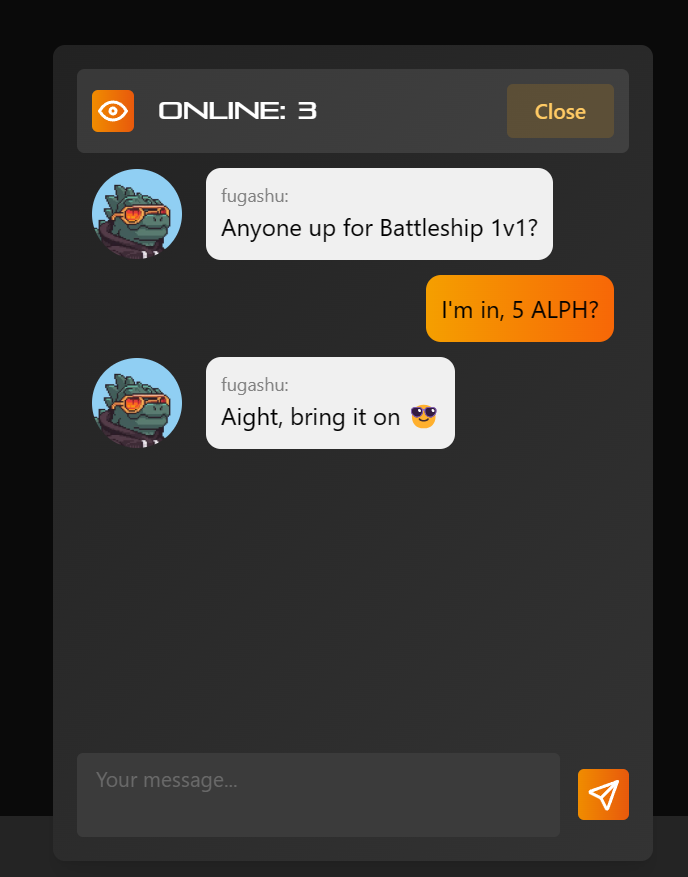 ONLINE: 3
Close
fugashu:
Anyone up for Battleship 1v1?
I'm in, 5 ALPH?
fugashu:
Aight, bring it on 😎
Your message...